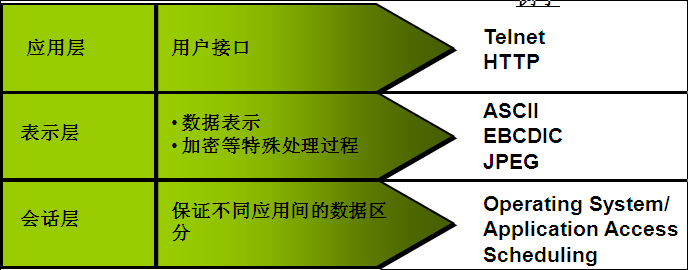 应用层
用户接口
Telnet
HTTP
表示层
• 数据表示
• 加密等特殊处理过程
ASCII
EBCDIC
JPEG
会话层
保证不同应用间的数据区
分
Operating System/
Application Access
Scheduling